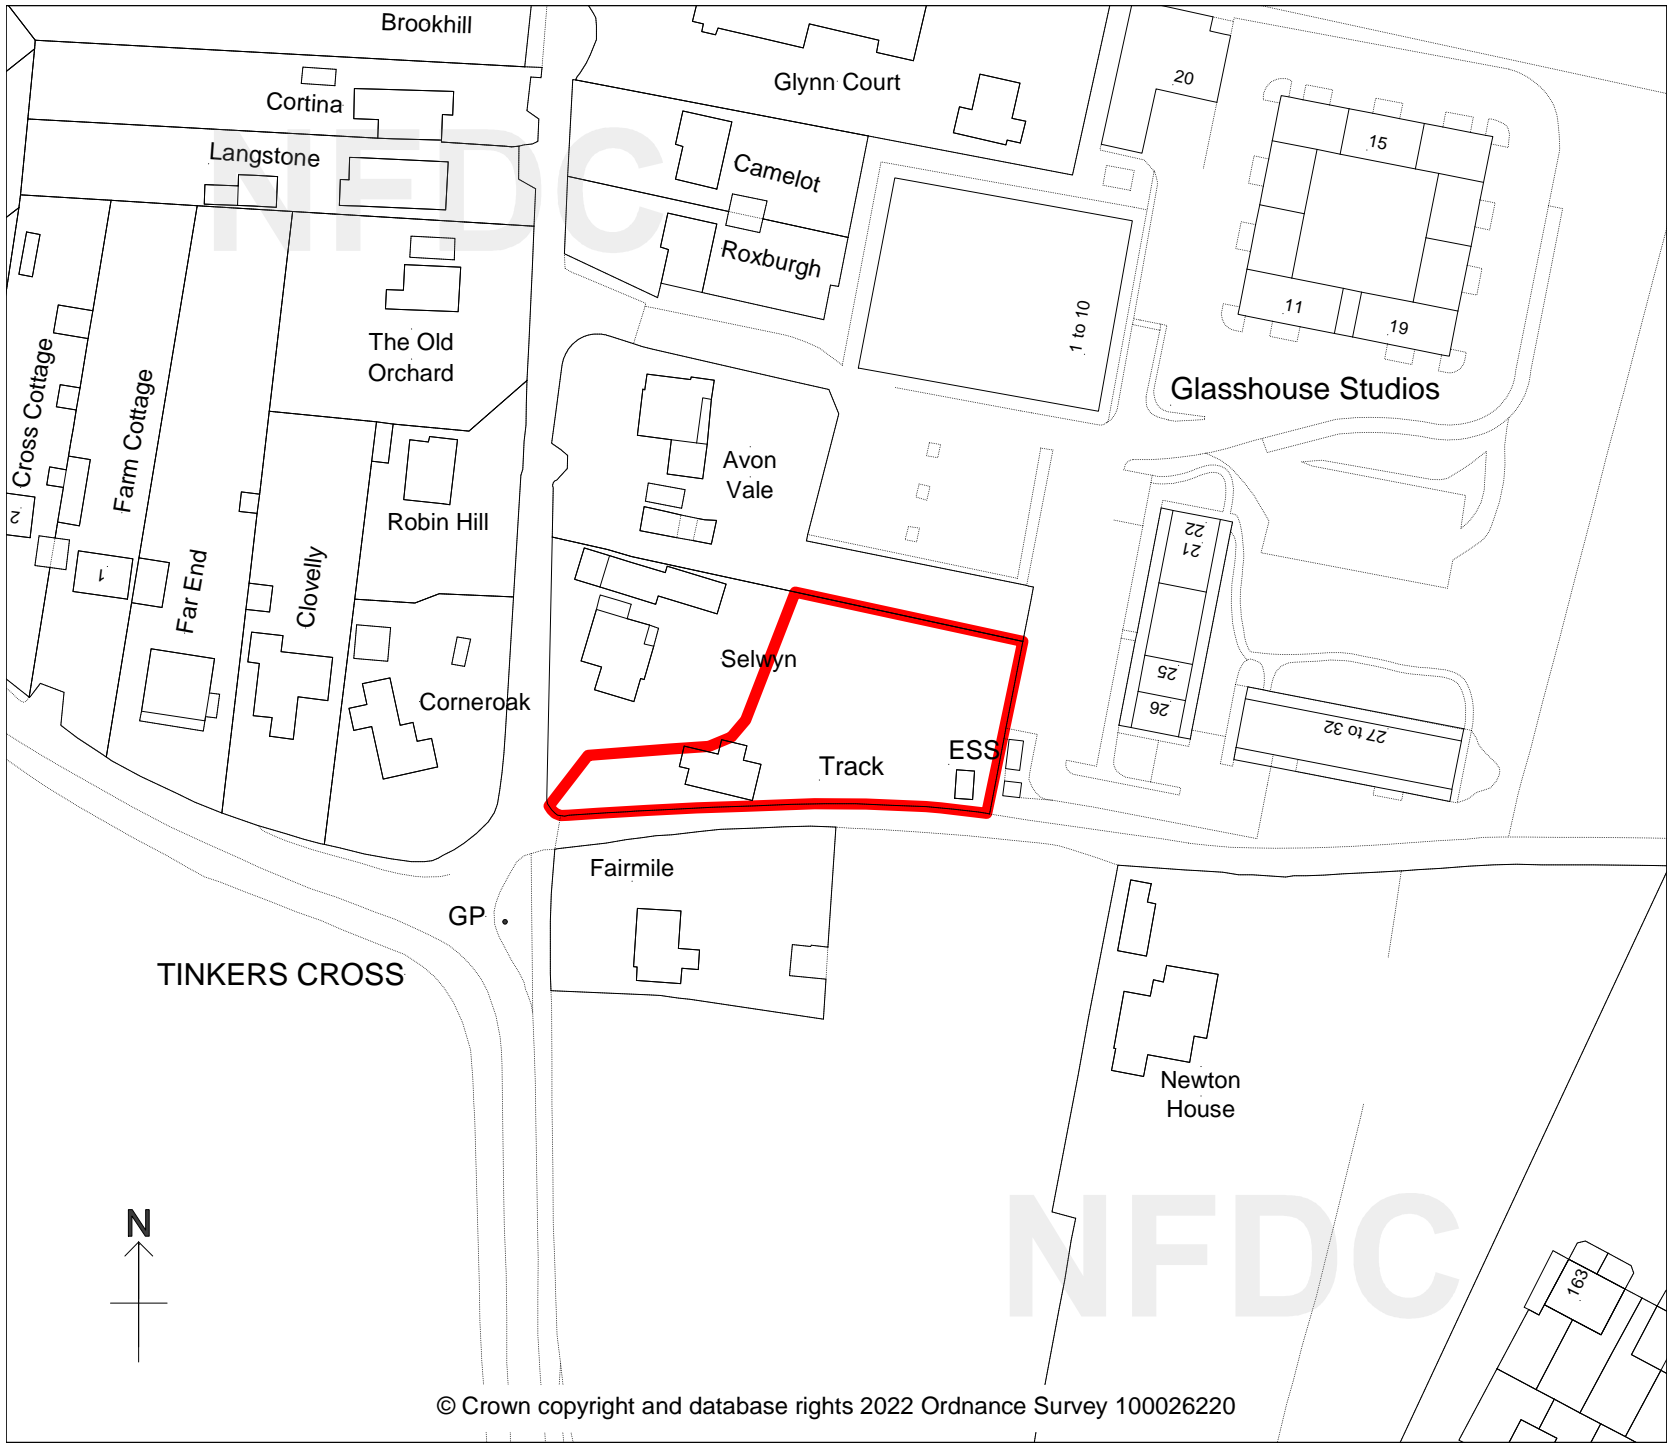 Brookhill
Glynn Court
20
Cortina
15
Langstone
Camelot
Roxburgh
11
19
1 to 10
The Old
Orchard
Glasshouse Studios
Cross Cottage
Farm Cottage
Avon
Vale
2
Robin Hill
22
21
1
Far End
Clovelly
Selwyn
25
26
Corneroak
27 to 32
ESS
Track
Fairmile
GP
TINKERS CROSS
Newton
House
N
163
NFDC
NFDC
© Crown copyright and database rights 2022 Ordnance Survey 100026220